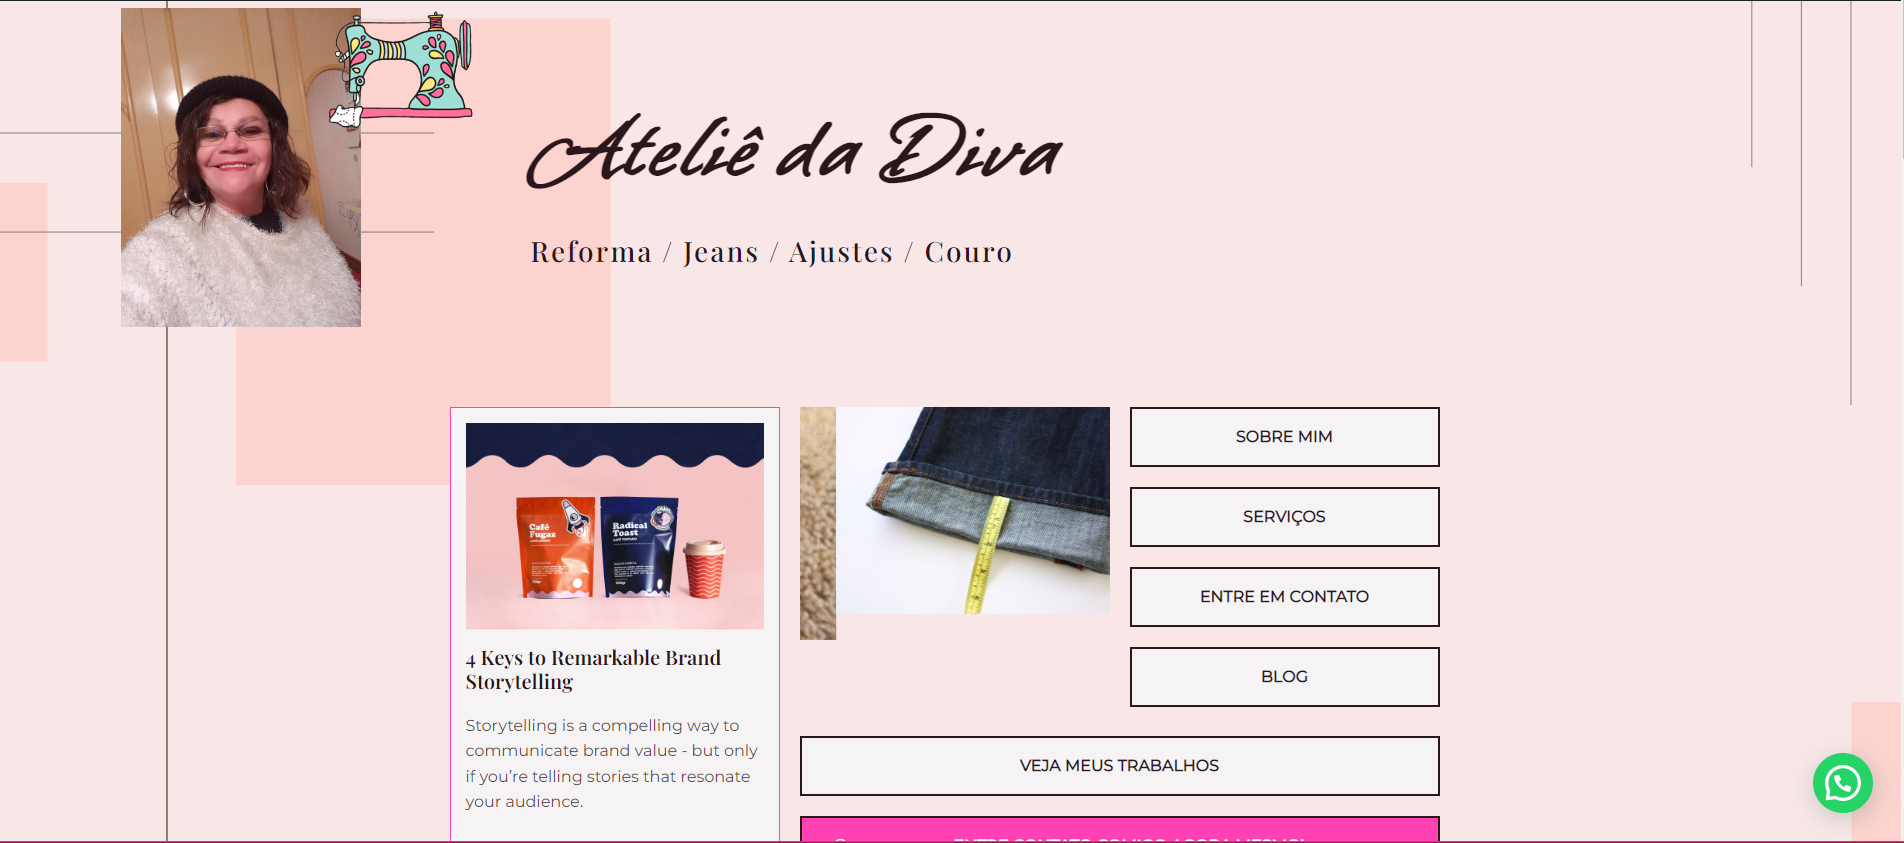 Ateliê da Diva
Reforma / Jeans / Ajustes / Couro
Café
Fugaz
Radical
Toast
4 Keys to Remarkable Brand
Storytelling
Storytelling is a compelling way to
communicate brand value - but only
if you’re telling stories that resonate
your audience.
SOBRE MIM
SERVIÇOS
ENTRE EM CONTATO
BLOG
VEJA MEUS TRABALHOS